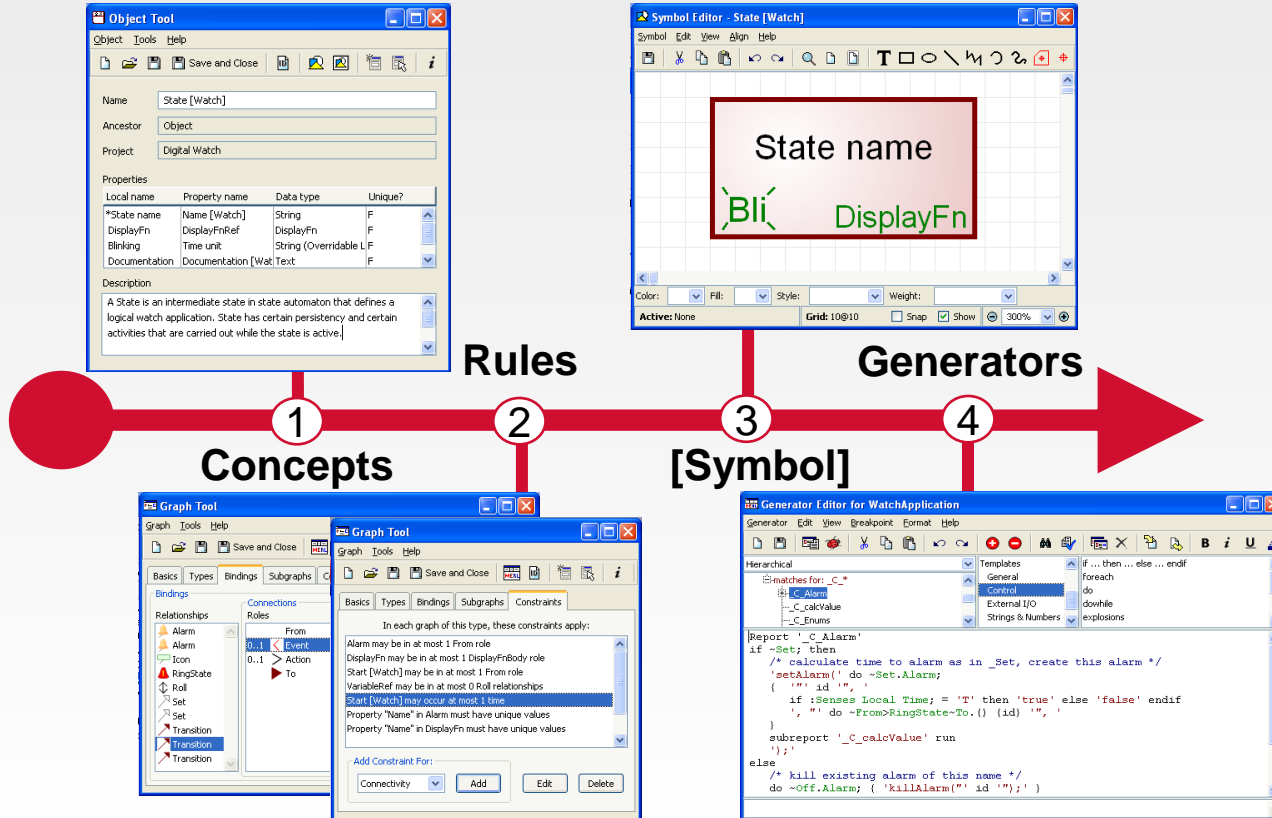 Object Tool
Object Tools Help
Save and Close
Name State [Watch]
Ancestor Object
Project Digital Watch
Properties
Local name Property name Data type Unique?
*State name Name [Watch] String F
DisplayFn DisplayFnRef DisplayFn F
Blinking Time unit String (Overridable L F
Documentation Documentation [Wat Text F
Description
A State is an intermediate state in state automaton that defines a
logical watch application. State has certain persistency and certain
activities that are carried out while the state is active.
Symbol Editor - State [Watch]
Symbol Edit View Align Help
State name
Bli
DisplayFn
Color: Fill: Style: Weight:
Active: None Grid: 10@10 Snap Show 300%
Rules
Generators
1
2
3
4
Concepts
[Symbol]
Graph Tool
Graph Tools Help
Save and Close
Basics Types Bindings Subgraphs
Bindings
Relationships
Alarm
Alarm
Icon
RingState
Roll
Set
Set
Transition
Transition
Transition
Connections
Roles
From
0..1 Event
0..1 Action
To
Graph Tool
Graph Tools Help
Save and Close
Basics Types Bindings Subgraphs Constraints
In each graph of this type, these constraints apply:
Alarm may be in at most 1 From role
DisplayFn may be in at most 1 DisplayFnBody role
Start [Watch] may be in at most 1 From role
VariableRef may be in at most 0 Roll relationships
Start [Watch] may occur at most 1 time
Property "Name" in Alarm must have unique values
Property "Name" in DisplayFn must have unique values
Add Constraint For:
Connectivity Add Edit Delete
Generator Editor for WatchApplication
Generator Edit View Breakpoint Format Help
B i U
Hierarchical
matches for: _C_*
_C_Alarm
_C_calcValue
_C_Enums
Templates
General
Control
External I/O
Strings & Numbers
if ... then ... else ... endif
foreach
do
dowhile
explosions
Report '_C_Alarm'
if ~Set; then
/* calculate time to alarm as in _Set, create this alarm */
'setAlarm(' do ~Set.Alarm;
{ '"' id '", '
if :Senses Local Time; = 'T' then 'true' else 'false' endif
', "' do ~From>RingState~To.() {id} '", '
}
subreport '_C_calcValue' run
');'
else
/* kill existing alarm of this name */
do ~Off.Alarm; { 'killAlarm("' id '");' }